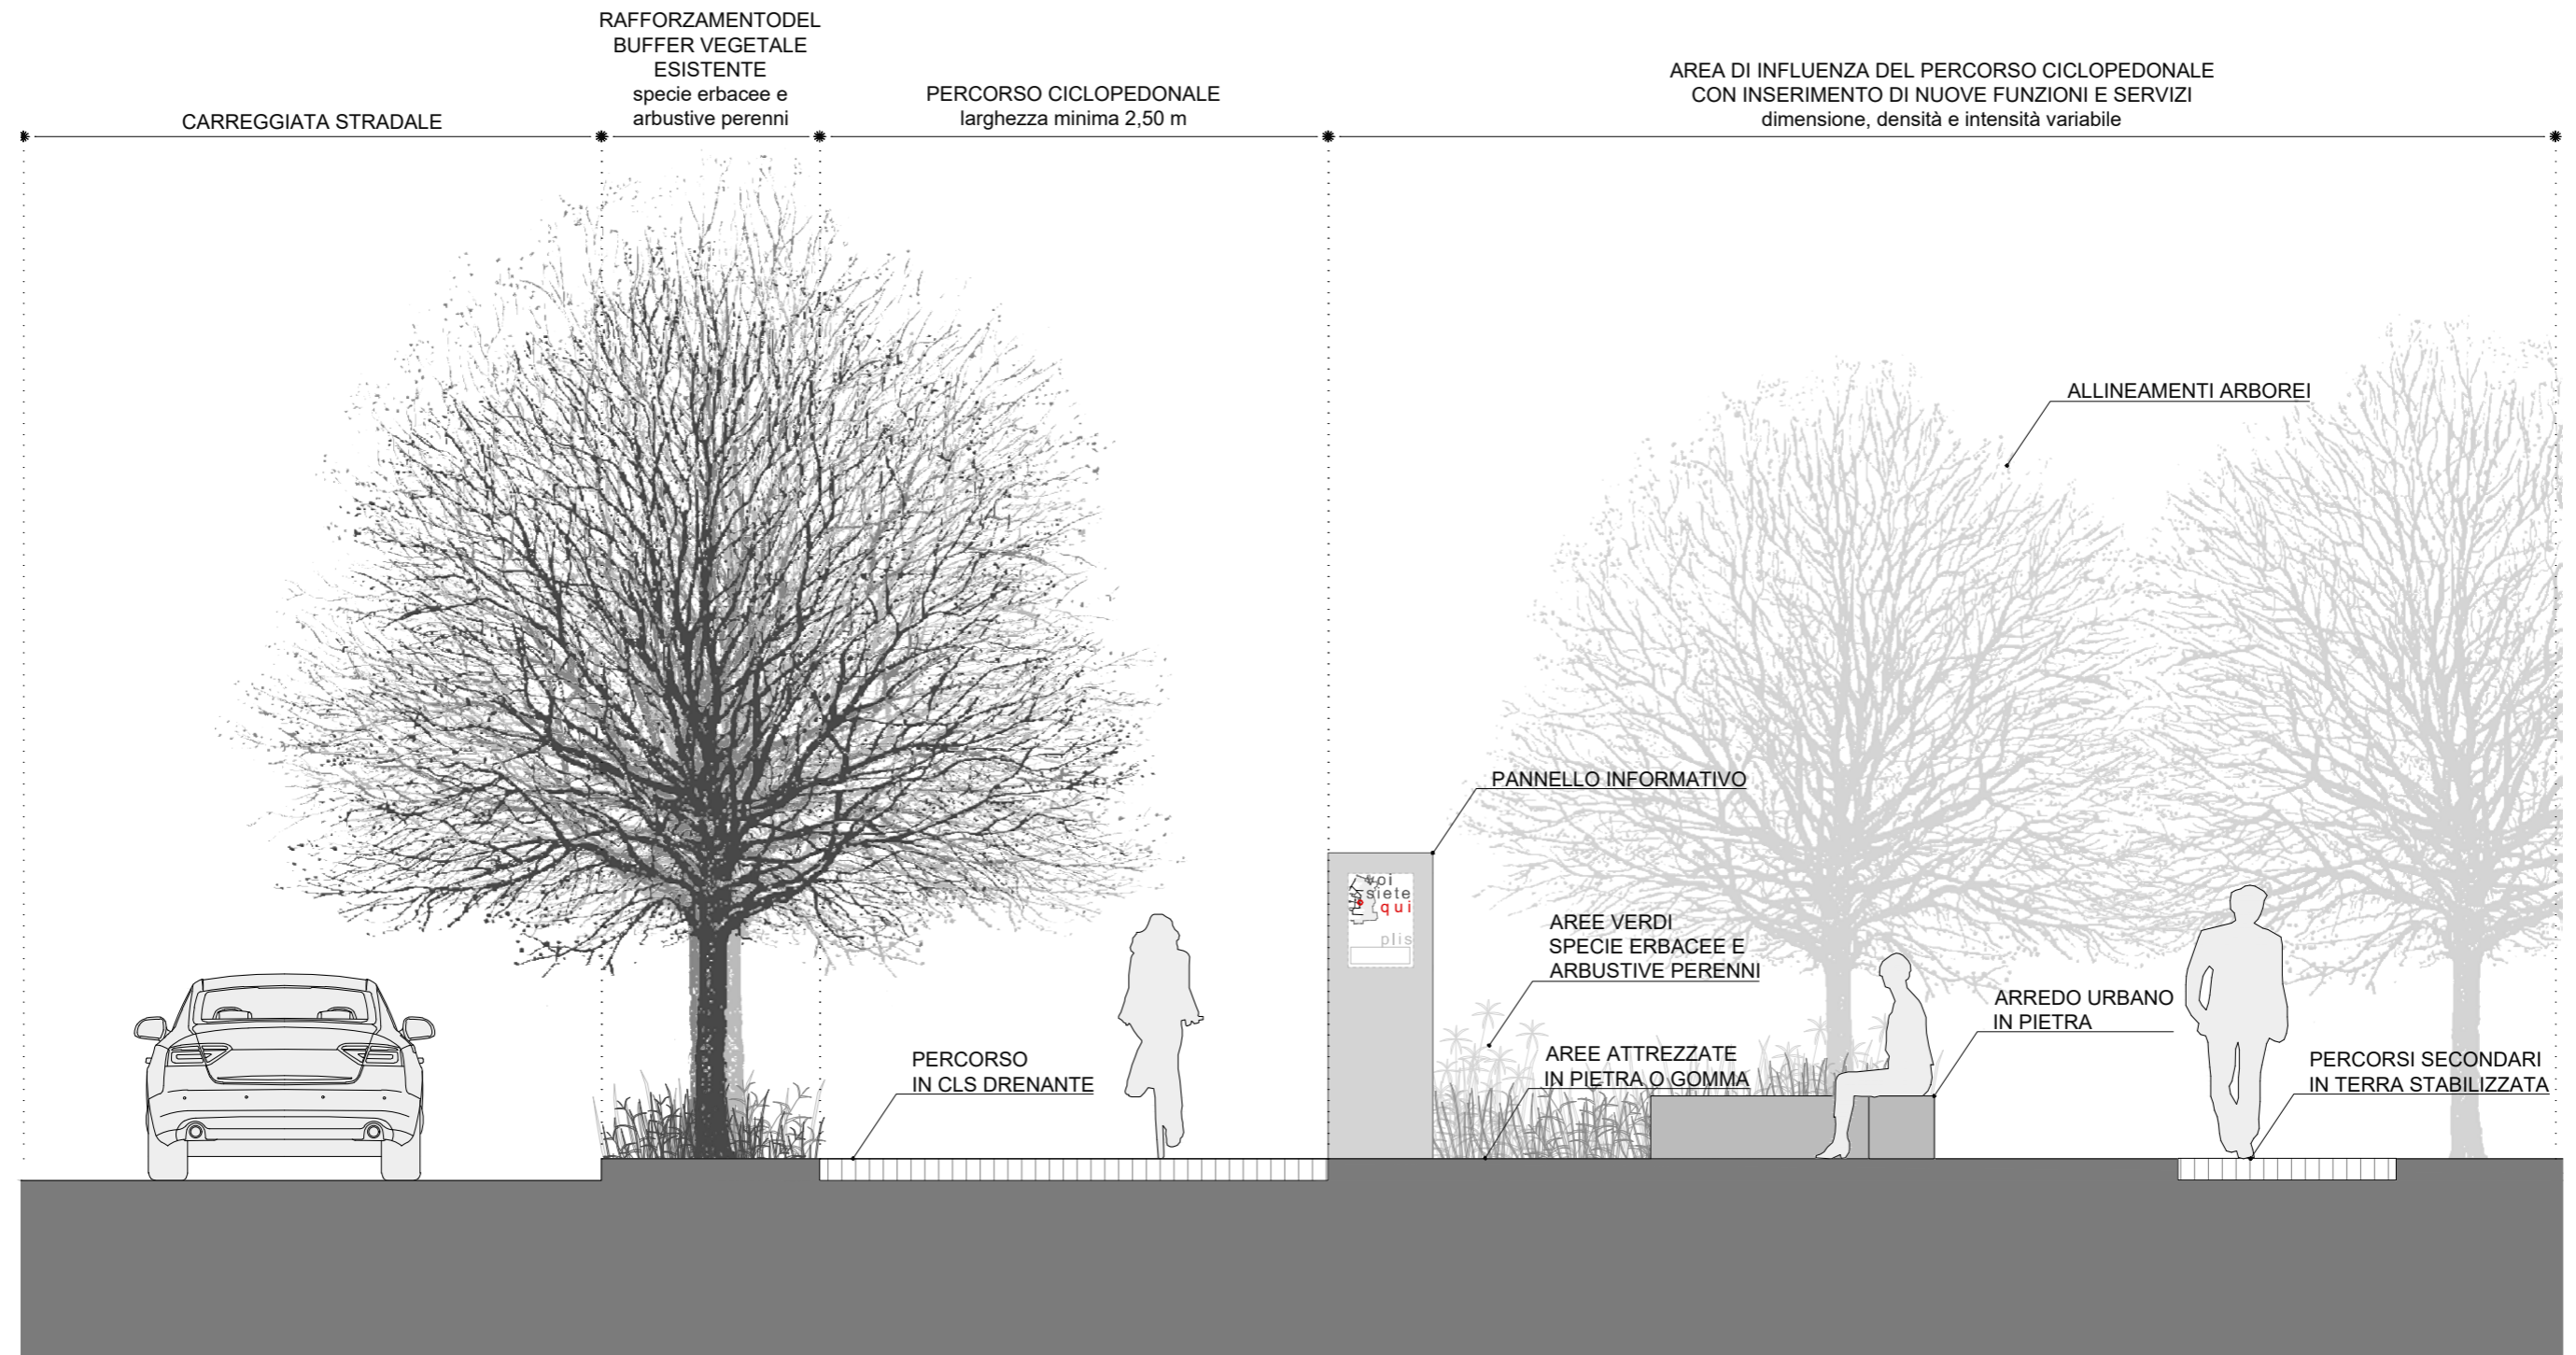 RAFFORZAMENTODEL
BUFFER VEGETALE
ESISTENTE
specie erbacee e
arbustive perenni
CARREGGIATA STRADALE
PERCORSO CICLOPEDONALE
larghezza minima 2,50 m
AREA DI INFLUENZA DEL PERCORSO CICLOPEDONALE
CON INSERIMENTO DI NUOVE FUNZIONI E SERVIZI
dimensione, densità e intensità variabile
ALLINEAMENTI ARBOREI
PANNELLO INFORMATIVO
voi
siete
qui
plis
AREE VERDI
SPECIE ERBACEE E
ARBUSTIVE PERENNI
ARREDO URBANO
IN PIETRA
PERCORSO
IN CLS DRENANTE
AREE ATTREZZATE
IN PIETRA O GOMMA
PERCORSI SECONDARI
IN TERRA STABILIZZATA